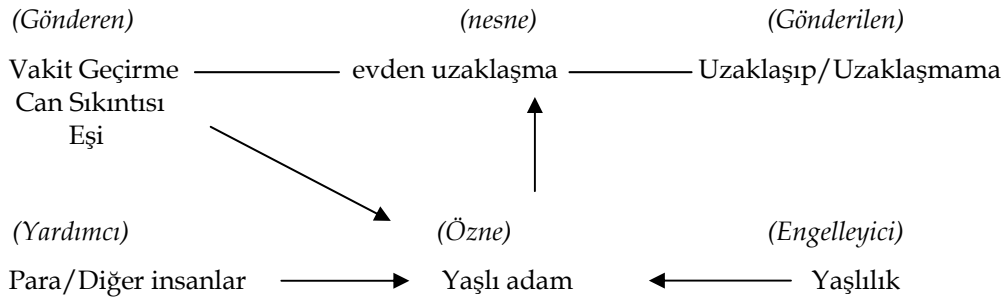 (Gönderen) (nesne) (Gönderilen)
Vakit Geçirme evden uzaklaşma Uzaklaşıp/Uzaklaşmama
Can Sıkıntısı
Eşi
(Yardımcı) (Özne) (Engelleyici)
Para/Diğer insanlar Yaşlı adam Yaşlılık